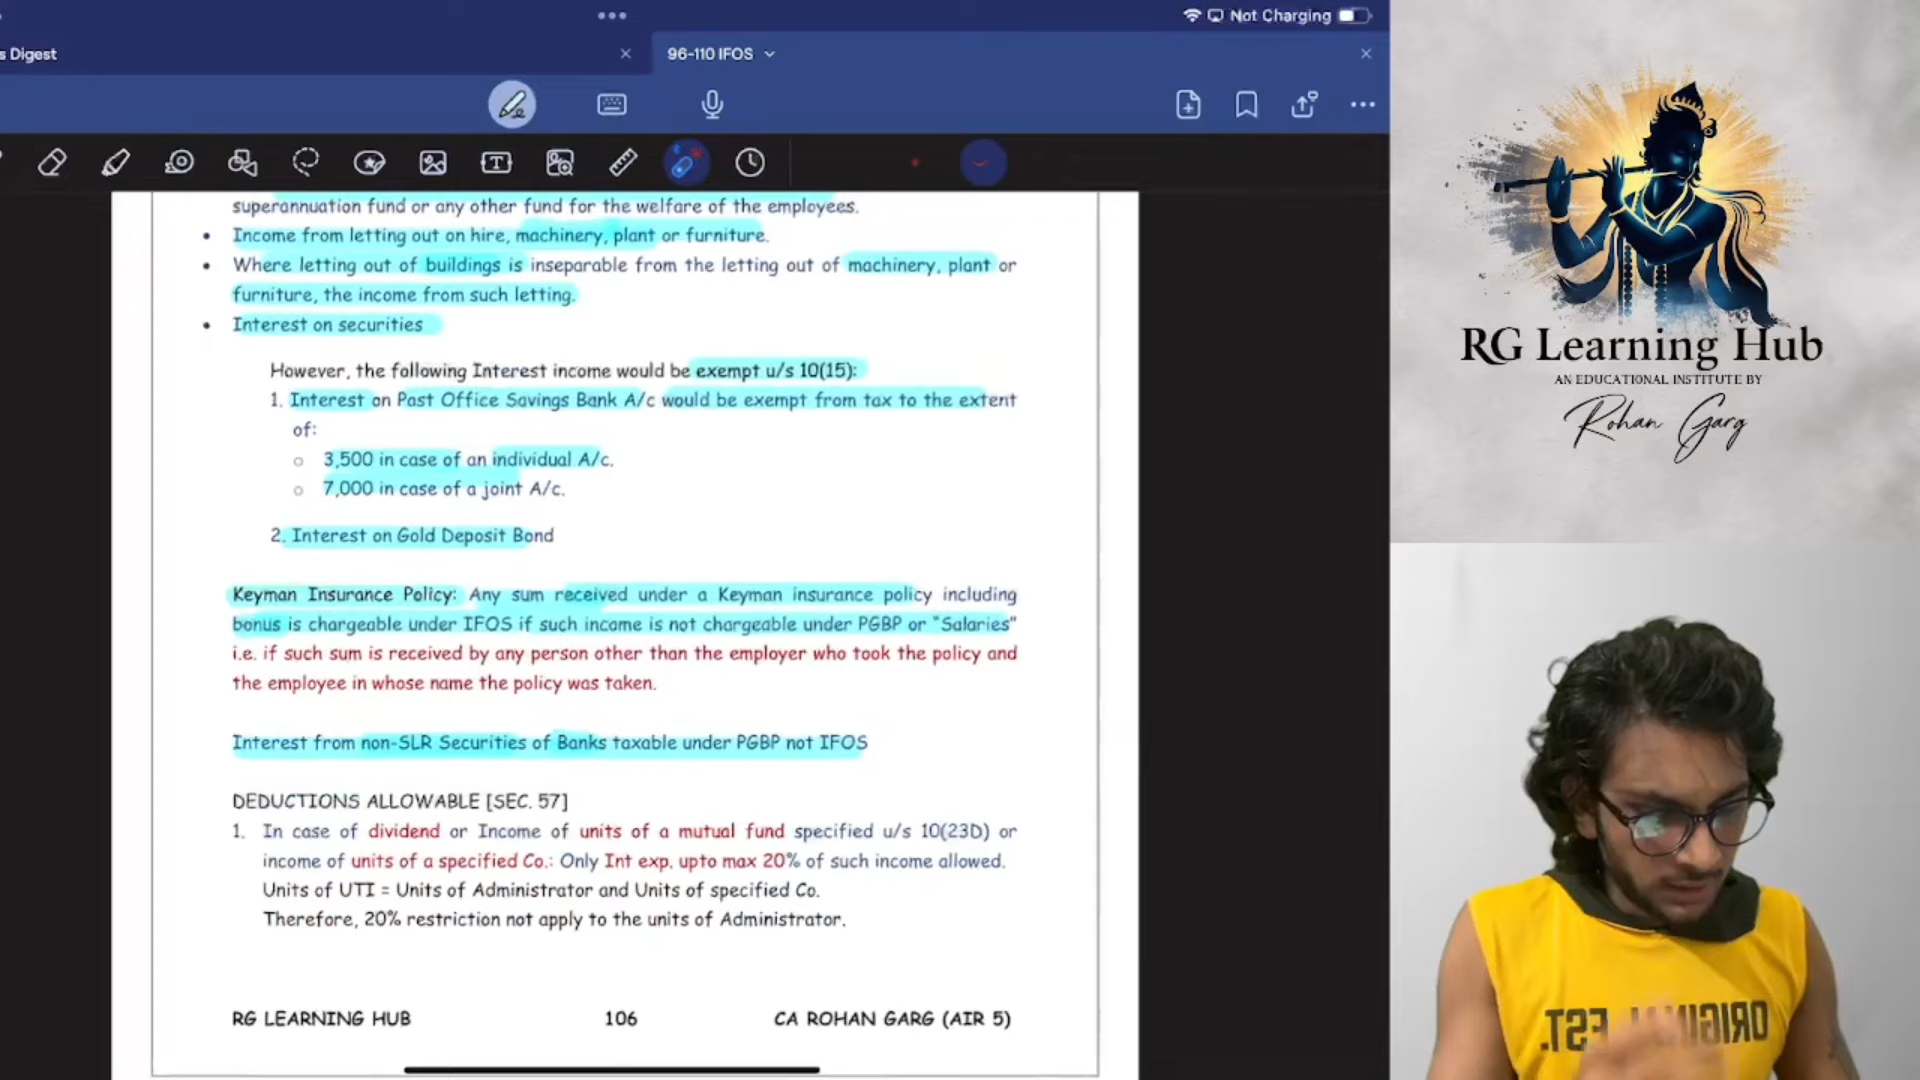 Not Charging
s Digest
96-110 IFOS
superannuation fund or any other fund for the welfare of the employees.
• Income from letting out on hire, machinery, plant or furniture.
• Where letting out of buildings is inseparable from the letting out of machinery, plant or
furniture, the income from such letting.
• Interest on securities
However, the following Interest income would be exempt u/s 10(15):
1. Interest on Post Office Savings Bank A/c would be exempt from tax to the extent
of:
o 3,500 in case of an individual A/c.
o 7,000 in case of a joint A/c.
2. Interest on Gold Deposit Bond
Keyman Insurance Policy: Any sum received under a Keyman insurance policy including
bonus is chargeable under IFOS if such income is not chargeable under PGBP or "Salaries"
i.e. if such sum is received by any person other than the employer who took the policy and
the employee in whose name the policy was taken.
Interest from non-SLR Securities of Banks taxable under PGBP not IFOS
DEDUCTIONS ALLOWABLE [SEC. 57]
1. In case of dividend or Income of units of a mutual fund specified u/s 10(23D) or
income of units of a specified Co.: Only Int exp. upto max 20% of such income allowed.
Units of UTI = Units of Administrator and Units of specified Co.
Therefore, 20% restriction not apply to the units of Administrator.
RG LEARNING HUB 106 CA ROHAN GARG (AIR 5)
RG Learning Hub
AN EDUCATIONAL INSTITUTE BY
Rohan Garg